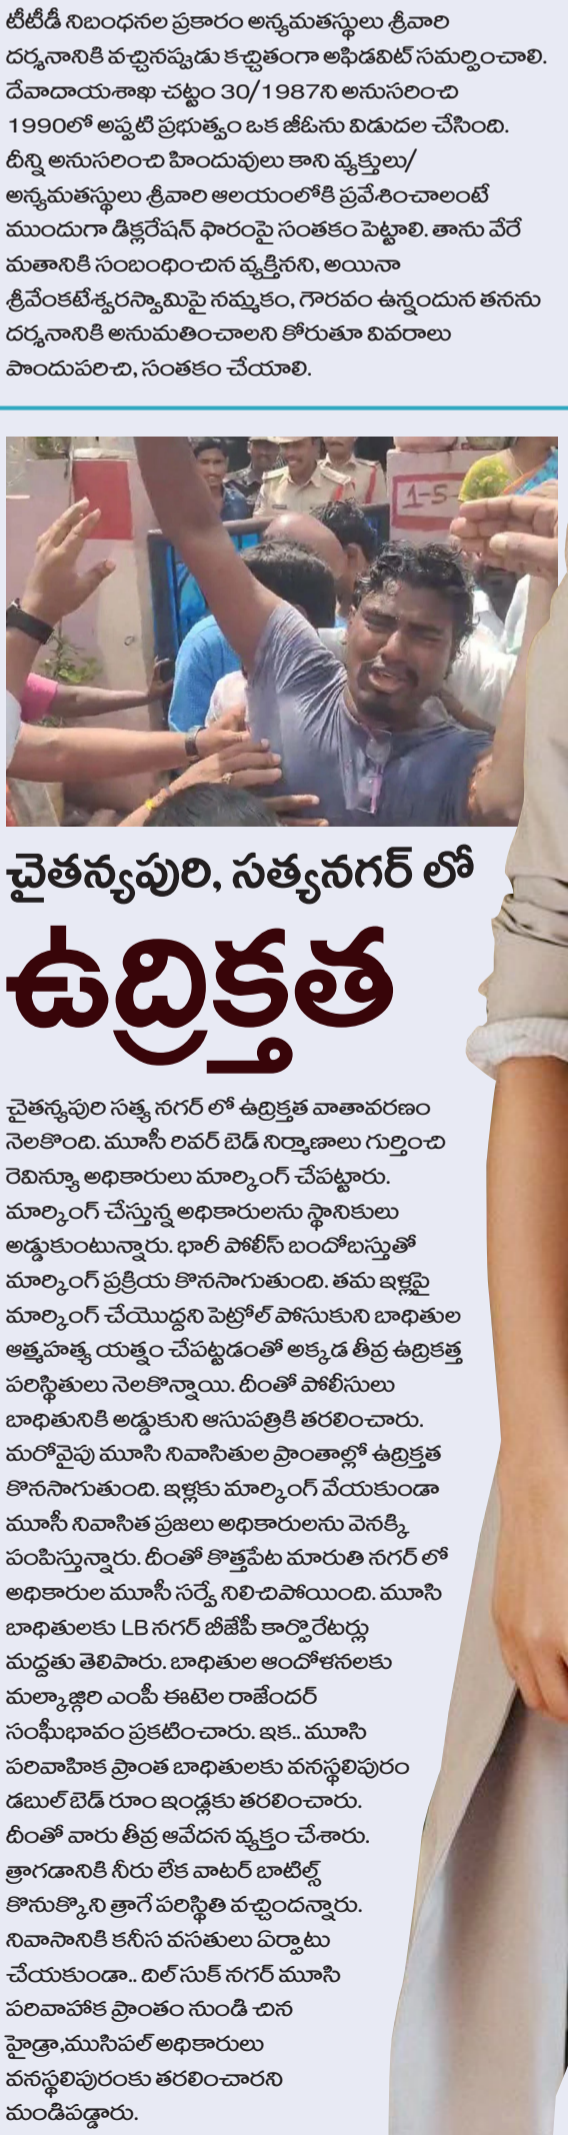 టీటీడీ నిబంధనల ప్రకారం అన్యమతస్థులు శ్రీవారి
దర్శనానికి వచ్చినప్పుడు కచ్చితంగా అఫిడవిట్ సమర్పించాలి.
దేవాదాయశాఖ చట్టం 30/1987ని అనుసరించి
1990లో అప్పటి ప్రభుత్వం ఒక జీఓను విడుదల చేసింది.
దీన్ని అనుసరించి హిందువులు కాని వ్యక్తులు/
అన్యమతస్థులు శ్రీవారి ఆలయంలోకి ప్రవేశించాలంటే
ముందుగా డిక్లరేషన్ ఫారంపై సంతకం పెట్టాలి. తాను వేరే
మతానికి సంబంధించిన వ్యక్తినని, అయినా
శ్రీవేంకటేశ్వరస్వామిపై నమ్మకం, గౌరవం ఉన్నందున తనను
దర్శనానికి అనుమతించాలని కోరుతూ వివరాలు
పొందుపరిచి, సంతకం చేయాలి.
1-5-
చైతన్యపురి, సత్యనగర్ లో
ఉద్రిక్తత
చైతన్యపురి సత్య నగర్ లో ఉద్రిక్తత వాతావరణం
నెలకొంది. మూసీ రివర్ బెడ్ నిర్మాణాలు గుర్తించి
రెవిన్యూ అధికారులు మార్కింగ్ చేపట్టారు.
మార్కింగ్ చేస్తున్న అధికారులను స్థానికులు
అడ్డుకుంటున్నారు. భారీ పోలీస్ బందోబస్తుతో
మార్కింగ్ ప్రక్రియ కొనసాగుతుంది. తమ ఇళ్లపై
మార్కింగ్ చేయొద్దని పెట్రోల్ పోసుకుని బాధితుల
ఆత్మహత్య యత్నం చేపట్టడంతో అక్కడ తీవ్ర ఉద్రికత్త
పరిస్థితులు నెలకొన్నాయి. దీంతో పోలీసులు
బాధితునికి అడ్డుకుని ఆసుపత్రికి తరలించారు.
మరోవైపు మూసి నివాసితుల ప్రాంతాల్లో ఉద్రిక్తత
కొనసాగుతుంది. ఇళ్లకు మార్కింగ్ వేయకుండా
మూసీ నివాసిత ప్రజలు అధికారులను వెనక్కి
పంపిస్తున్నారు. దీంతో కొత్తపేట మారుతి నగర్ లో
అధికారుల మూసీ సర్వే నిలిచిపోయింది. మూసి
బాధితులకు LB నగర్ బీజేపీ కార్పొరేటర్లు
మద్దతు తెలిపారు. బాధితుల ఆందోళనలకు
మల్కాజ్గిరి ఎంపీ ఈటెల రాజేందర్
సంఘీభావం ప్రకటించారు. ఇక.. మూసి
పరివాహిక ప్రాంత బాధితులకు వనస్థలిపురం
డబుల్ బెడ్ రూం ఇండ్లకు తరలించారు.
దీంతో వారు తీవ్ర ఆవేదన వ్యక్తం చేశారు.
త్రాగడానికి నీరు లేక వాటర్ బాటిల్స్
కొనుక్కొని త్రాగే పరిస్థితి వచ్చిందన్నారు.
నివాసానికి కనీస వసతులు ఏర్పాటు
చేయకుండా.. దిల్ సుక్ నగర్ మూసి
పరివాహాక ప్రాంతం నుండి చిన
హైడ్రా,ముసిపల్ అధికారులు
వనస్థలిపురంకు తరలించారని
మండిపడ్డారు.